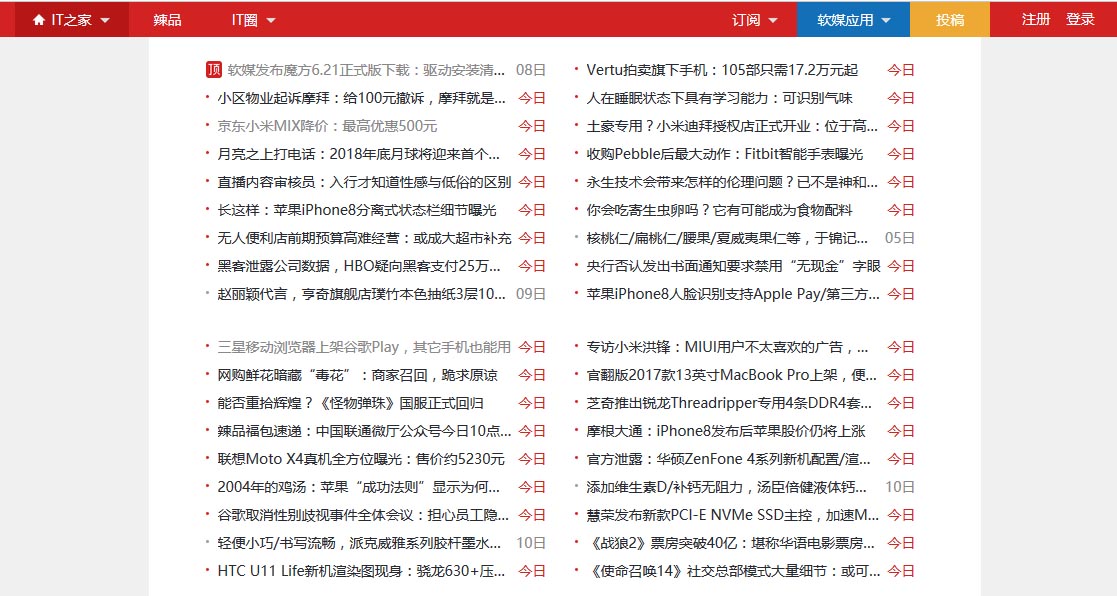 IT之家 辣品 IT圈 订阅 软媒应用 投稿 注册 登录
顶 软媒发布魔方6.21正式版下载：驱动安装清... 08日
小区物业起诉摩拜：给100元撤诉，摩拜就是... 今日
京东小米MIX降价：最高优惠500元 今日
月亮之上打电话：2018年底月球将迎来首个... 今日
直播内容审核员：入行才知道性感与低俗的区别 今日
长这样：苹果iPhone8分离式状态栏细节曝光 今日
无人便利店前期预算高难经营：或成大超市补充 今日
黑客泄露公司数据，HBO疑向黑客支付25万... 今日
赵丽颖代言，亨奇旗舰店璞竹本色抽纸3层10... 09日
Vertu拍卖旗下手机：105部只需17.2万元起 今日
人在睡眠状态下具有学习能力：可识别气味 今日
土豪专用？小米迪拜授权店正式开业：位于高... 今日
收购Pebble后最大动作：Fitbit智能手表曝光 今日
永生技术会带来怎样的伦理问题？已不是神和... 今日
你会吃寄生虫卵吗？它有可能成为食物配料 今日
核桃仁/扁桃仁/腰果/夏威夷果仁等，于锦记... 05日
央行否认发出书面通知要求禁用“无现金”字眼 今日
苹果iPhone8人脸识别支持Apple Pay/第三方... 今日
三星移动浏览器上架谷歌Play，其它手机也能用 今日
网购鲜花暗藏“毒花”：商家召回，跪求原谅 今日
能否重拾辉煌？《怪物弹珠》国服正式回归 今日
辣品福包速递：中国联通微厅公众号今日10点... 今日
联想Moto X4真机全方位曝光：售价约5230元 今日
2004年的鸡汤：苹果“成功法则”显示为何... 今日
谷歌取消性别歧视事件全体会议：担心员工隐... 今日
轻便小巧/书写流畅，派克威雅系列胶杆墨水... 10日
HTC U11 Life新机渲染图现身：骁龙630+压... 今日
专访小米洪锋：MIUI用户不太喜欢的广告，... 今日
官翻版2017款13英寸MacBook Pro上架，便... 今日
芝奇推出锐龙Threadripper专用4条DDR4套... 今日
摩根大通：iPhone8发布后苹果股价仍将上涨 今日
官方泄露：华硕ZenFone 4系列新机配置/渲... 今日
添加维生素D/补钙无阻力，汤臣倍健液体钙... 10日
慧荣发布新款PCI-E NVMe SSD主控，加速M... 今日
《战狼2》票房突破40亿：堪称华语电影票房... 今日
《使命召唤14》社交总部模式大量细节：或可... 今日